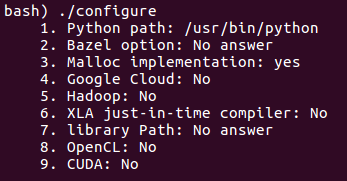 bash) ./configure
1. Python path: /usr/bin/python
2. Bazel option: No answer
3. Malloc implementation: yes
4. Google Cloud: No
5. Hadoop: No
6. XLA just-in-time compiler: No
7. library Path: No answer
8. OpenCL: No
9. CUDA: No